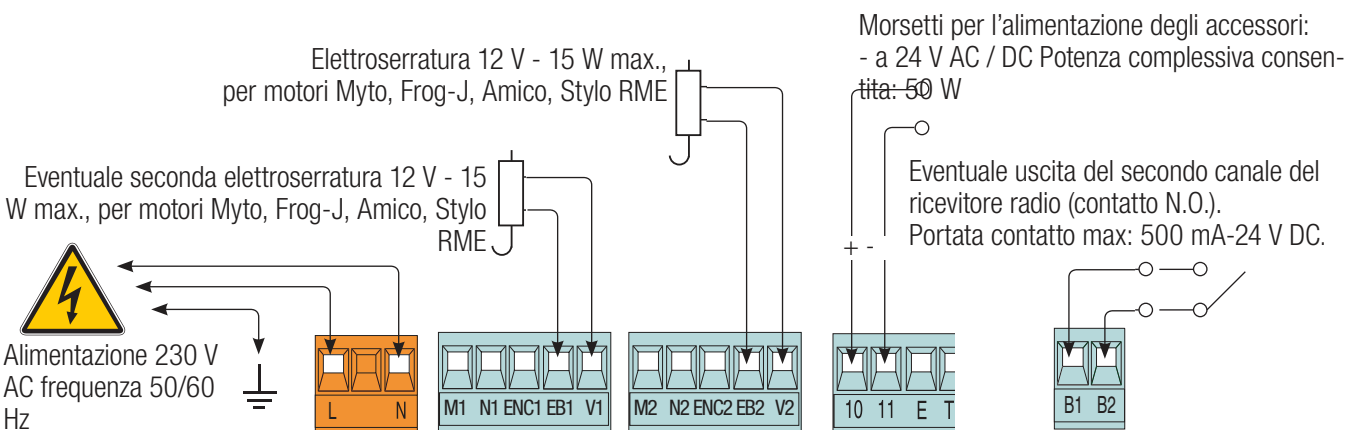 Morsetti per l'alimentazione degli accessori:
- a 24 V AC / DC Potenza complessiva consen-
tita: 50 W
Elettroserratura 12 V - 15 W max.,
per motori Myto, Frog-J, Amico, Stylo RME
Eventuale seconda elettroserratura 12 V - 15
W max., per motori Myto, Frog-J, Amico, Stylo
RME
Eventuale uscita del secondo canale del
ricevitore radio (contatto N.O.).
Portata contatto max: 500 mA-24 V DC.
+ -
Alimentazione 230 V
AC frequenza 50/60
Hz
L N
M1 N1 ENC1 EB1 V1
M2 N2 ENC2 EB2 V2
10 11 E T
B1 B2